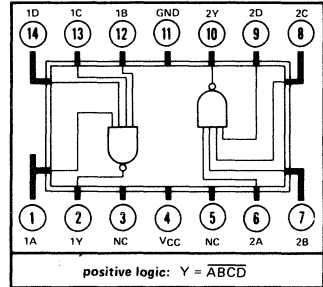 1D 1C 1B GND 2Y 2D 2C
14 13 12 11 10 9 8
1 2 3 4 5 6 7
1A 1Y NC VCC NC 2A 2B
positive logic: Y = A̅B̅C̅D̅